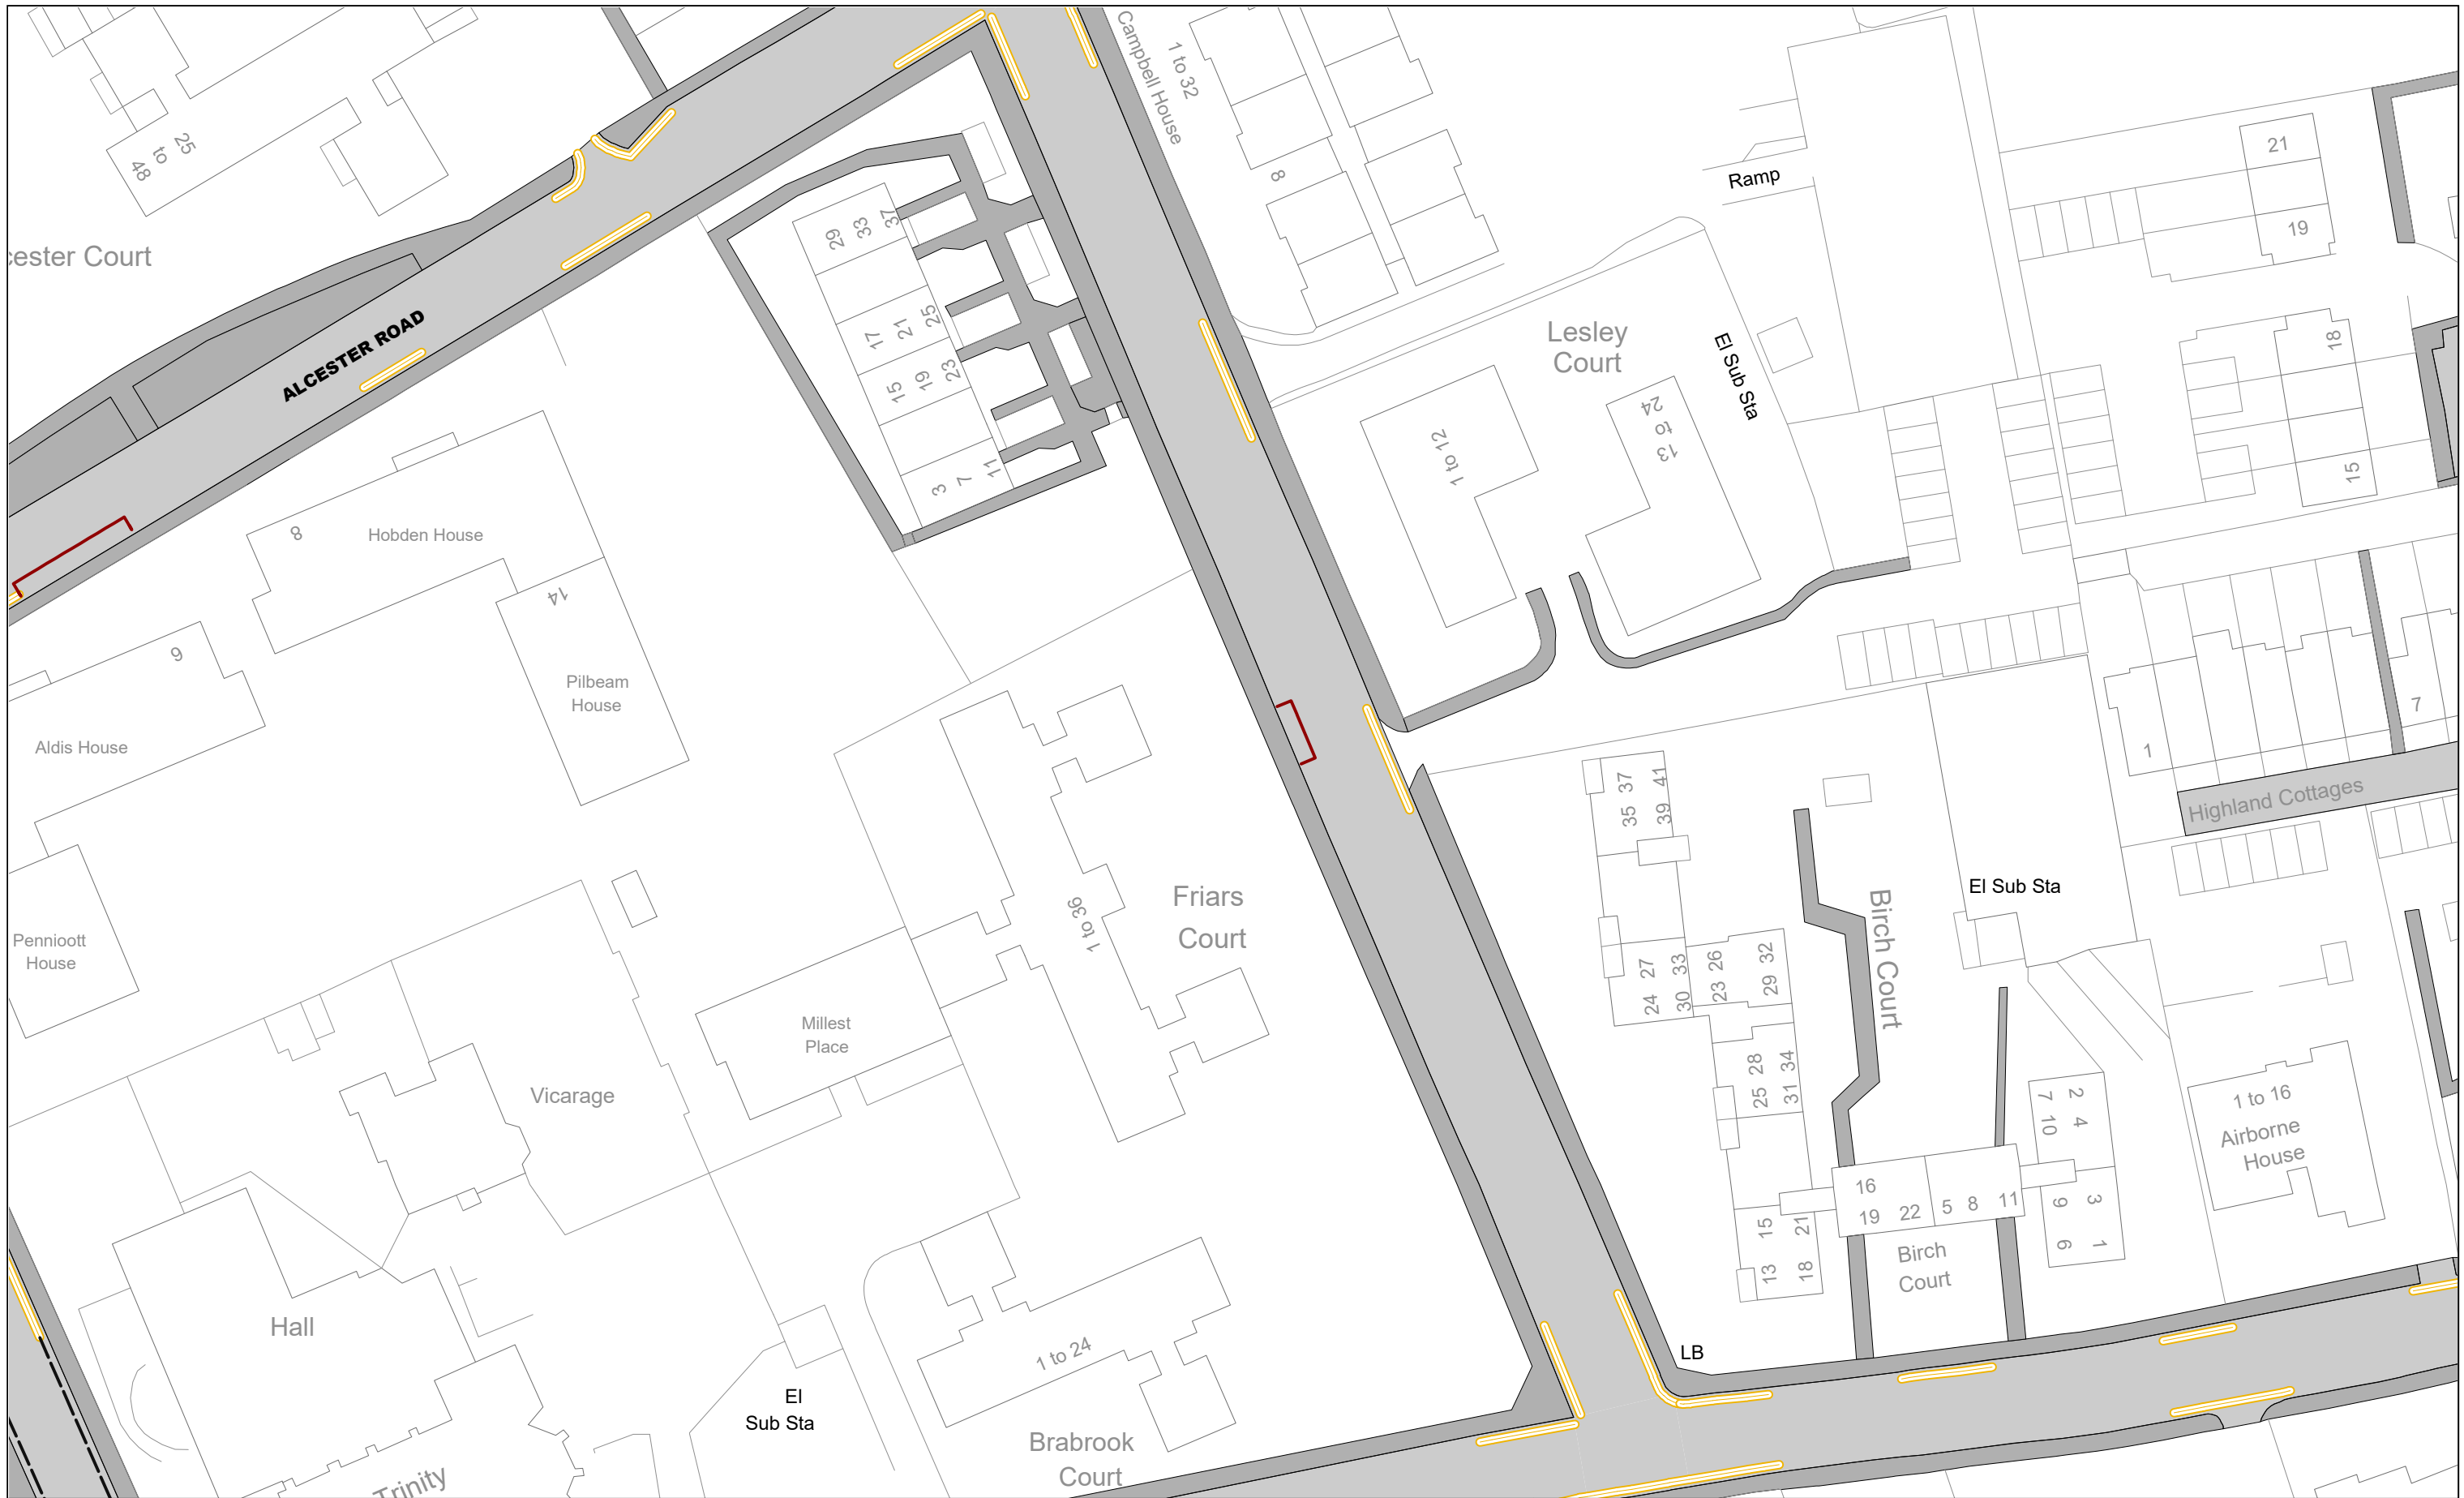 Campbell House
1 to 32
48
to
25
8
Ramp
21
19
cester Court
29
33
37
ALCESTER ROAD
17
21
25
15
19
23
3
7
11
Lesley
Court
El Sub Sta
1 to 12
13
to
24
18
15
8
Hobden House
14
Pilbeam
House
9
Aldis House
1
7
Highland Cottages
37
41
35
39
Friars
Court
1 to 36
Birch Court
El Sub Sta
Pennioott
House
27
33
26
32
24
30
23
29
Millest
Place
Vicarage
28
34
25
31
7
2
10
4
1 to 16
Airborne
House
16
19
22
5
8
11
9
3
6
1
15
21
13
18
Birch
Court
Hall
LB
1 to 24
El
Sub Sta
Brabrook
Court
Trinity